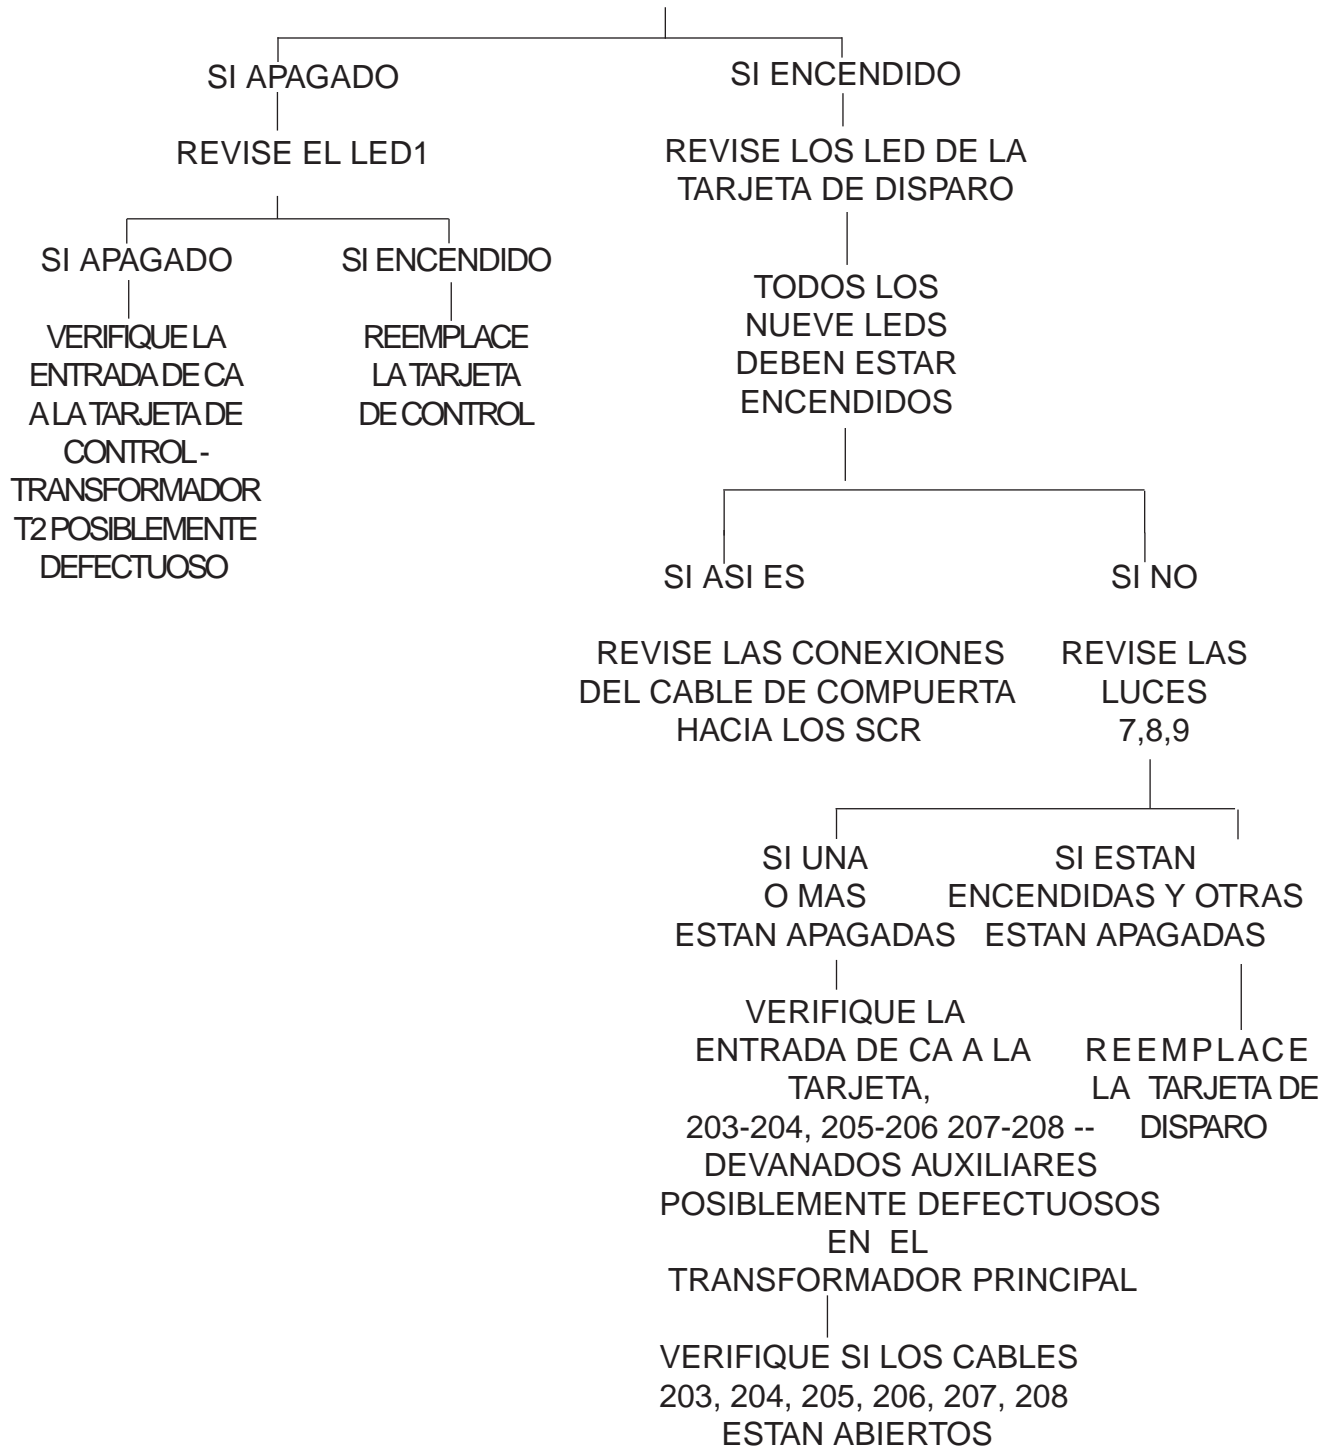 SI APAGADO
SI ENCENDIDO
REVISE EL LED1
REVISE LOS LED DE LA
TARJETA DE DISPARO
SI APAGADO
SI ENCENDIDO
VERIFIQUE LA
ENTRADA DE CA
A LA TARJETA DE
CONTROL -
TRANSFORMADOR
T2 POSIBLEMENTE
DEFECTUOSO
REEMPLACE
LA TARJETA
DE CONTROL
TODOS LOS
NUEVE LEDS
DEBEN ESTAR
ENCENDIDOS
SI ASI ES
SI NO
REVISE LAS CONEXIONES
DEL CABLE DE COMPUERTA
HACIA LOS SCR
REVISE LAS
LUCES
7,8,9
SI UNA
O MAS
ESTAN APAGADAS
SI ESTAN
ENCENDIDAS Y OTRAS
ESTAN APAGADAS
VERIFIQUE LA
ENTRADA DE CA A LA
TARJETA,
203-204, 205-206 207-208 --
DEVANADOS AUXILIARES
POSIBLEMENTE DEFECTUOSOS
EN EL
TRANSFORMADOR PRINCIPAL
REEMPLACE
LA TARJETA DE
DISPARO
VERIFIQUE SI LOS CABLES
203, 204, 205, 206, 207, 208
ESTAN ABIERTOS